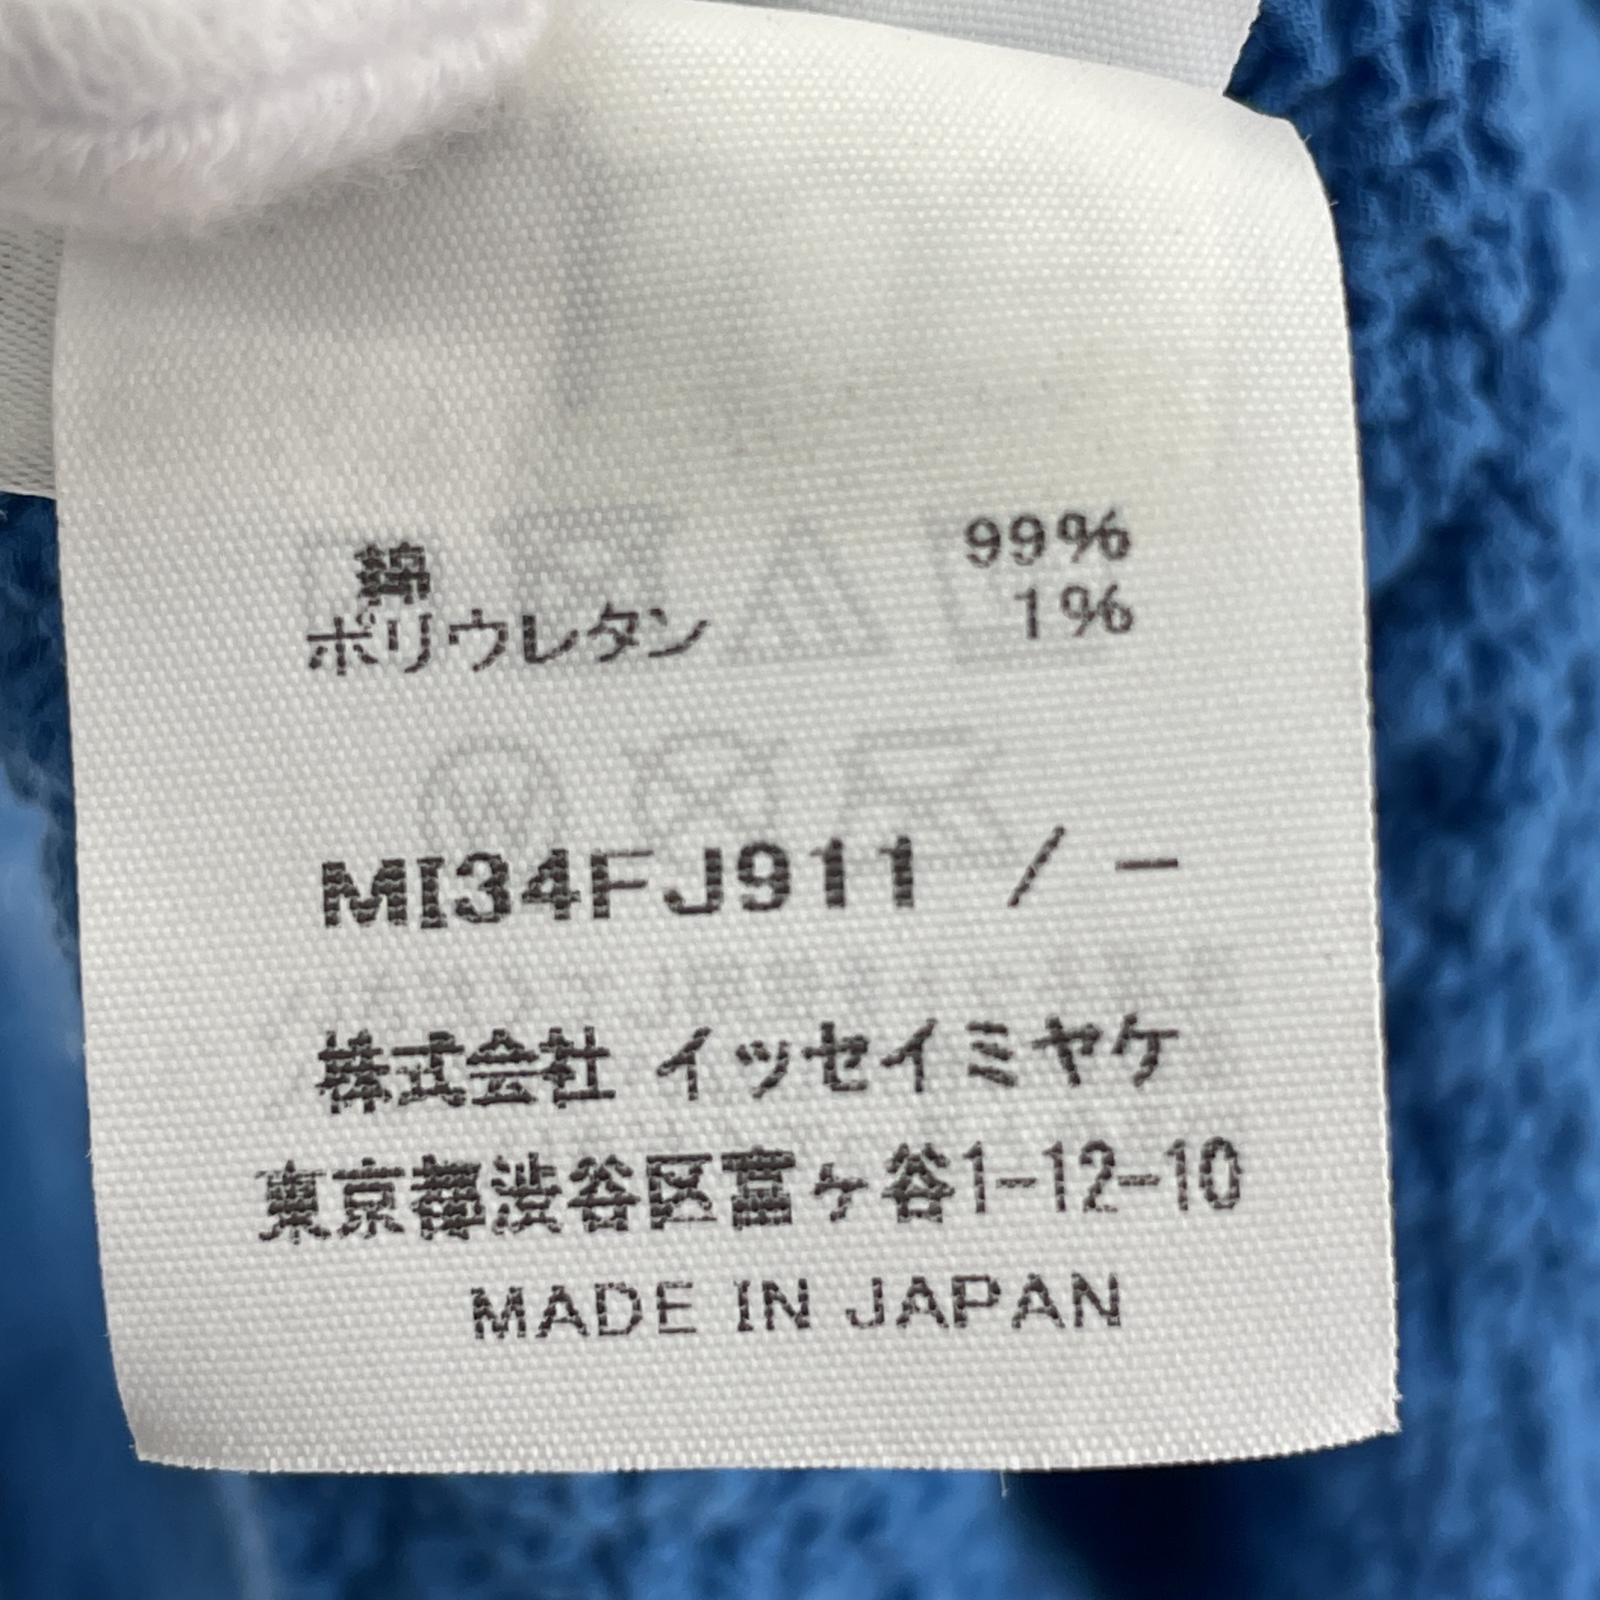 綿 99%
ポリウレタン 1%
MI34FJ911 / -
株式会社 イッセイミヤケ
東京都渋谷区富ヶ谷1-12-10
MADE IN JAPAN